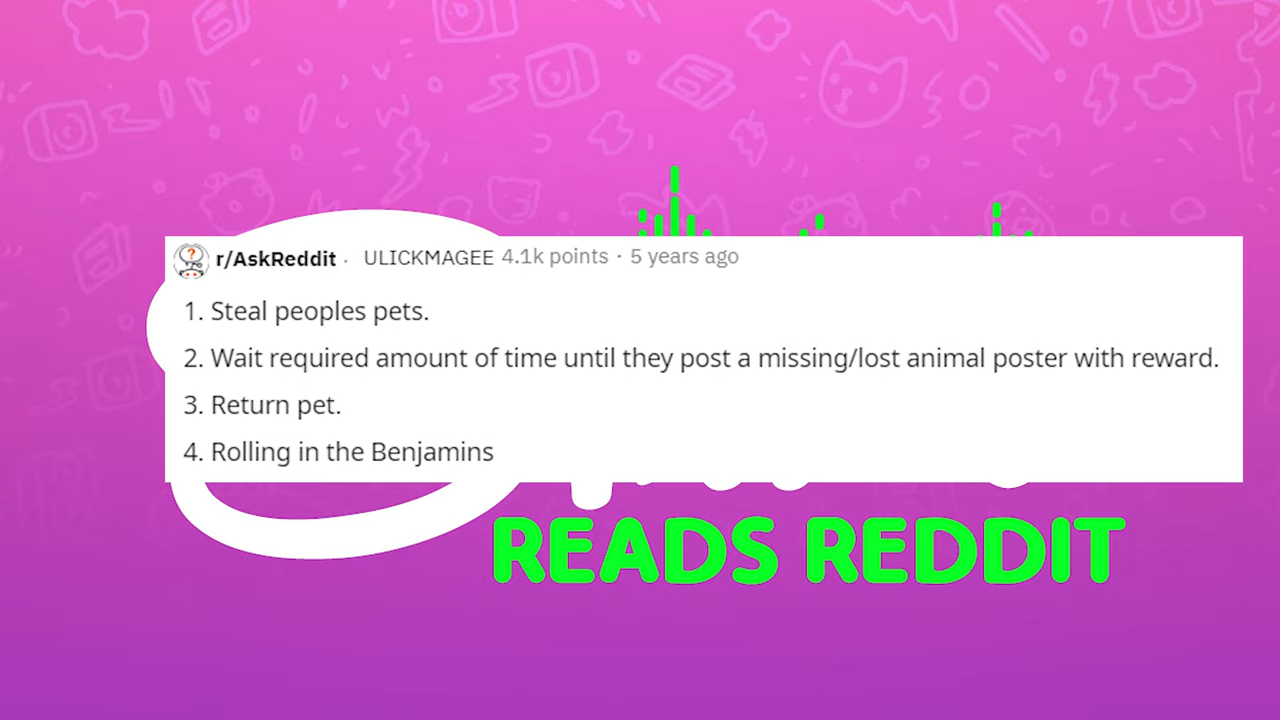 r/AskReddit · ULICKMAGEE 4.1k points · 5 years ago
1. Steal peoples pets.
2. Wait required amount of time until they post a missing/lost animal poster with reward.
3. Return pet.
4. Rolling in the Benjamins
READS REDDIT